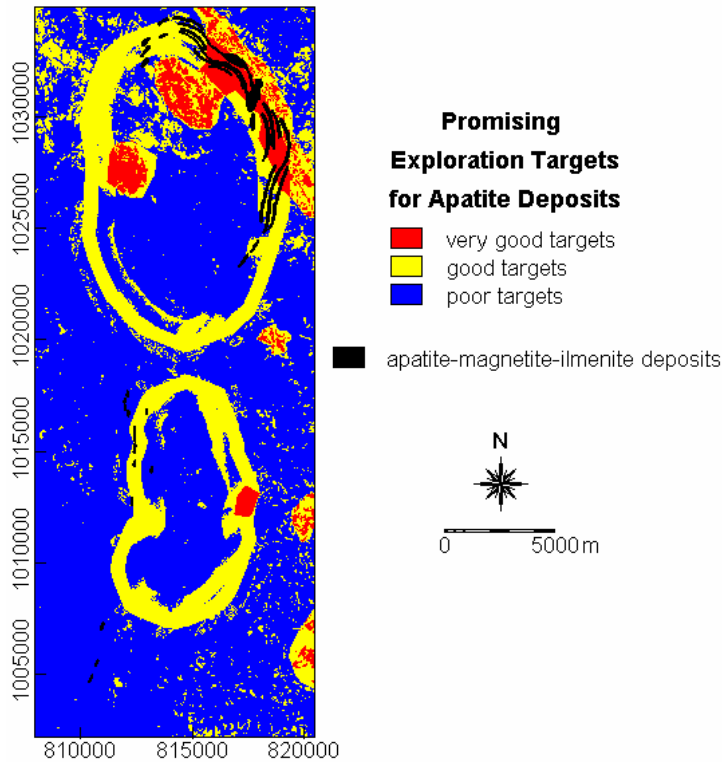 Promising
Exploration Targets
for Apatite Deposits
very good targets
good targets
poor targets
apatite-magnetite-ilmenite deposits
N
0 5000 m
1030000
1025000
1020000
1015000
1010000
1005000
810000 815000 820000